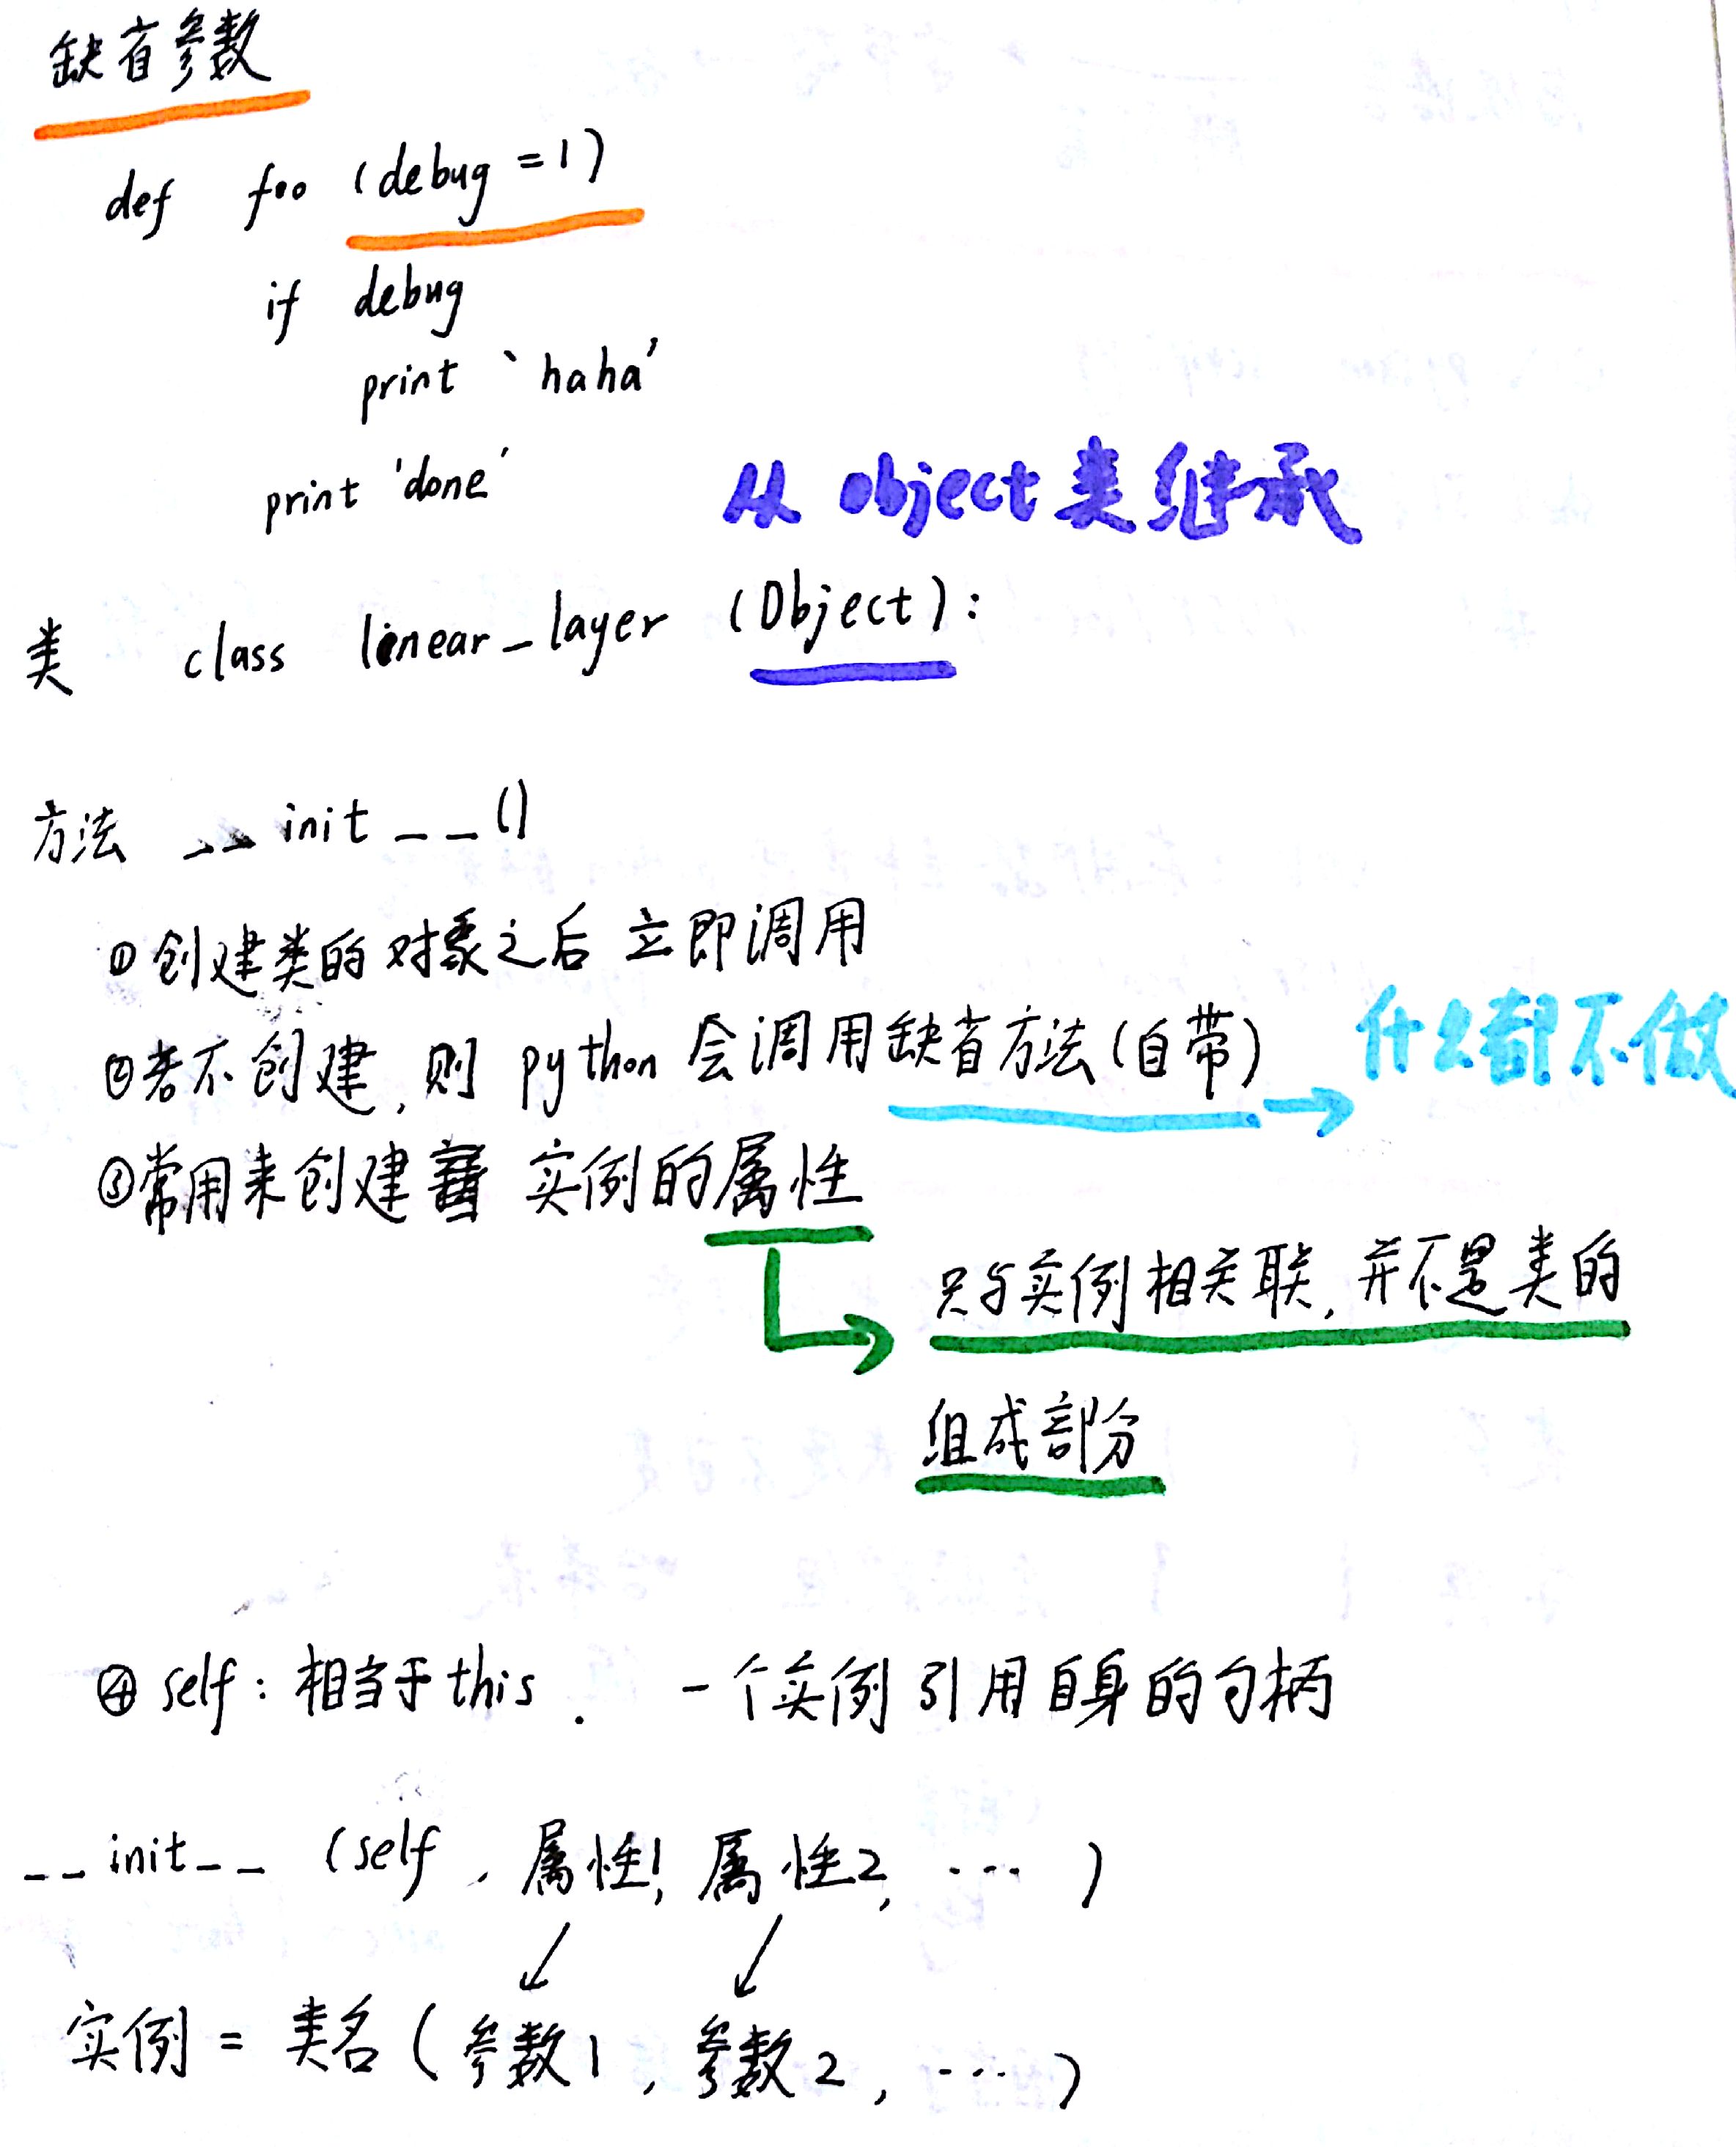 缺省参数
def foo (debug = 1)
if debug
print `haha'
print 'done'
从 object 类继承
类 class linear_layer (Object):
方法 __init__()
①创建类的对象之后 立即调用
②若不创建, 则 python 会调用缺省方法(自带) → 什么都不做
③常用来创建 实例的属性
只与实例相关联, 并不是类的
组成部分
④ self: 相当于 this. 一个实例引用自身的句柄
__init__ (self, 属性1, 属性2, ... )
实例 = 类名 (参数1, 参数2, ... )